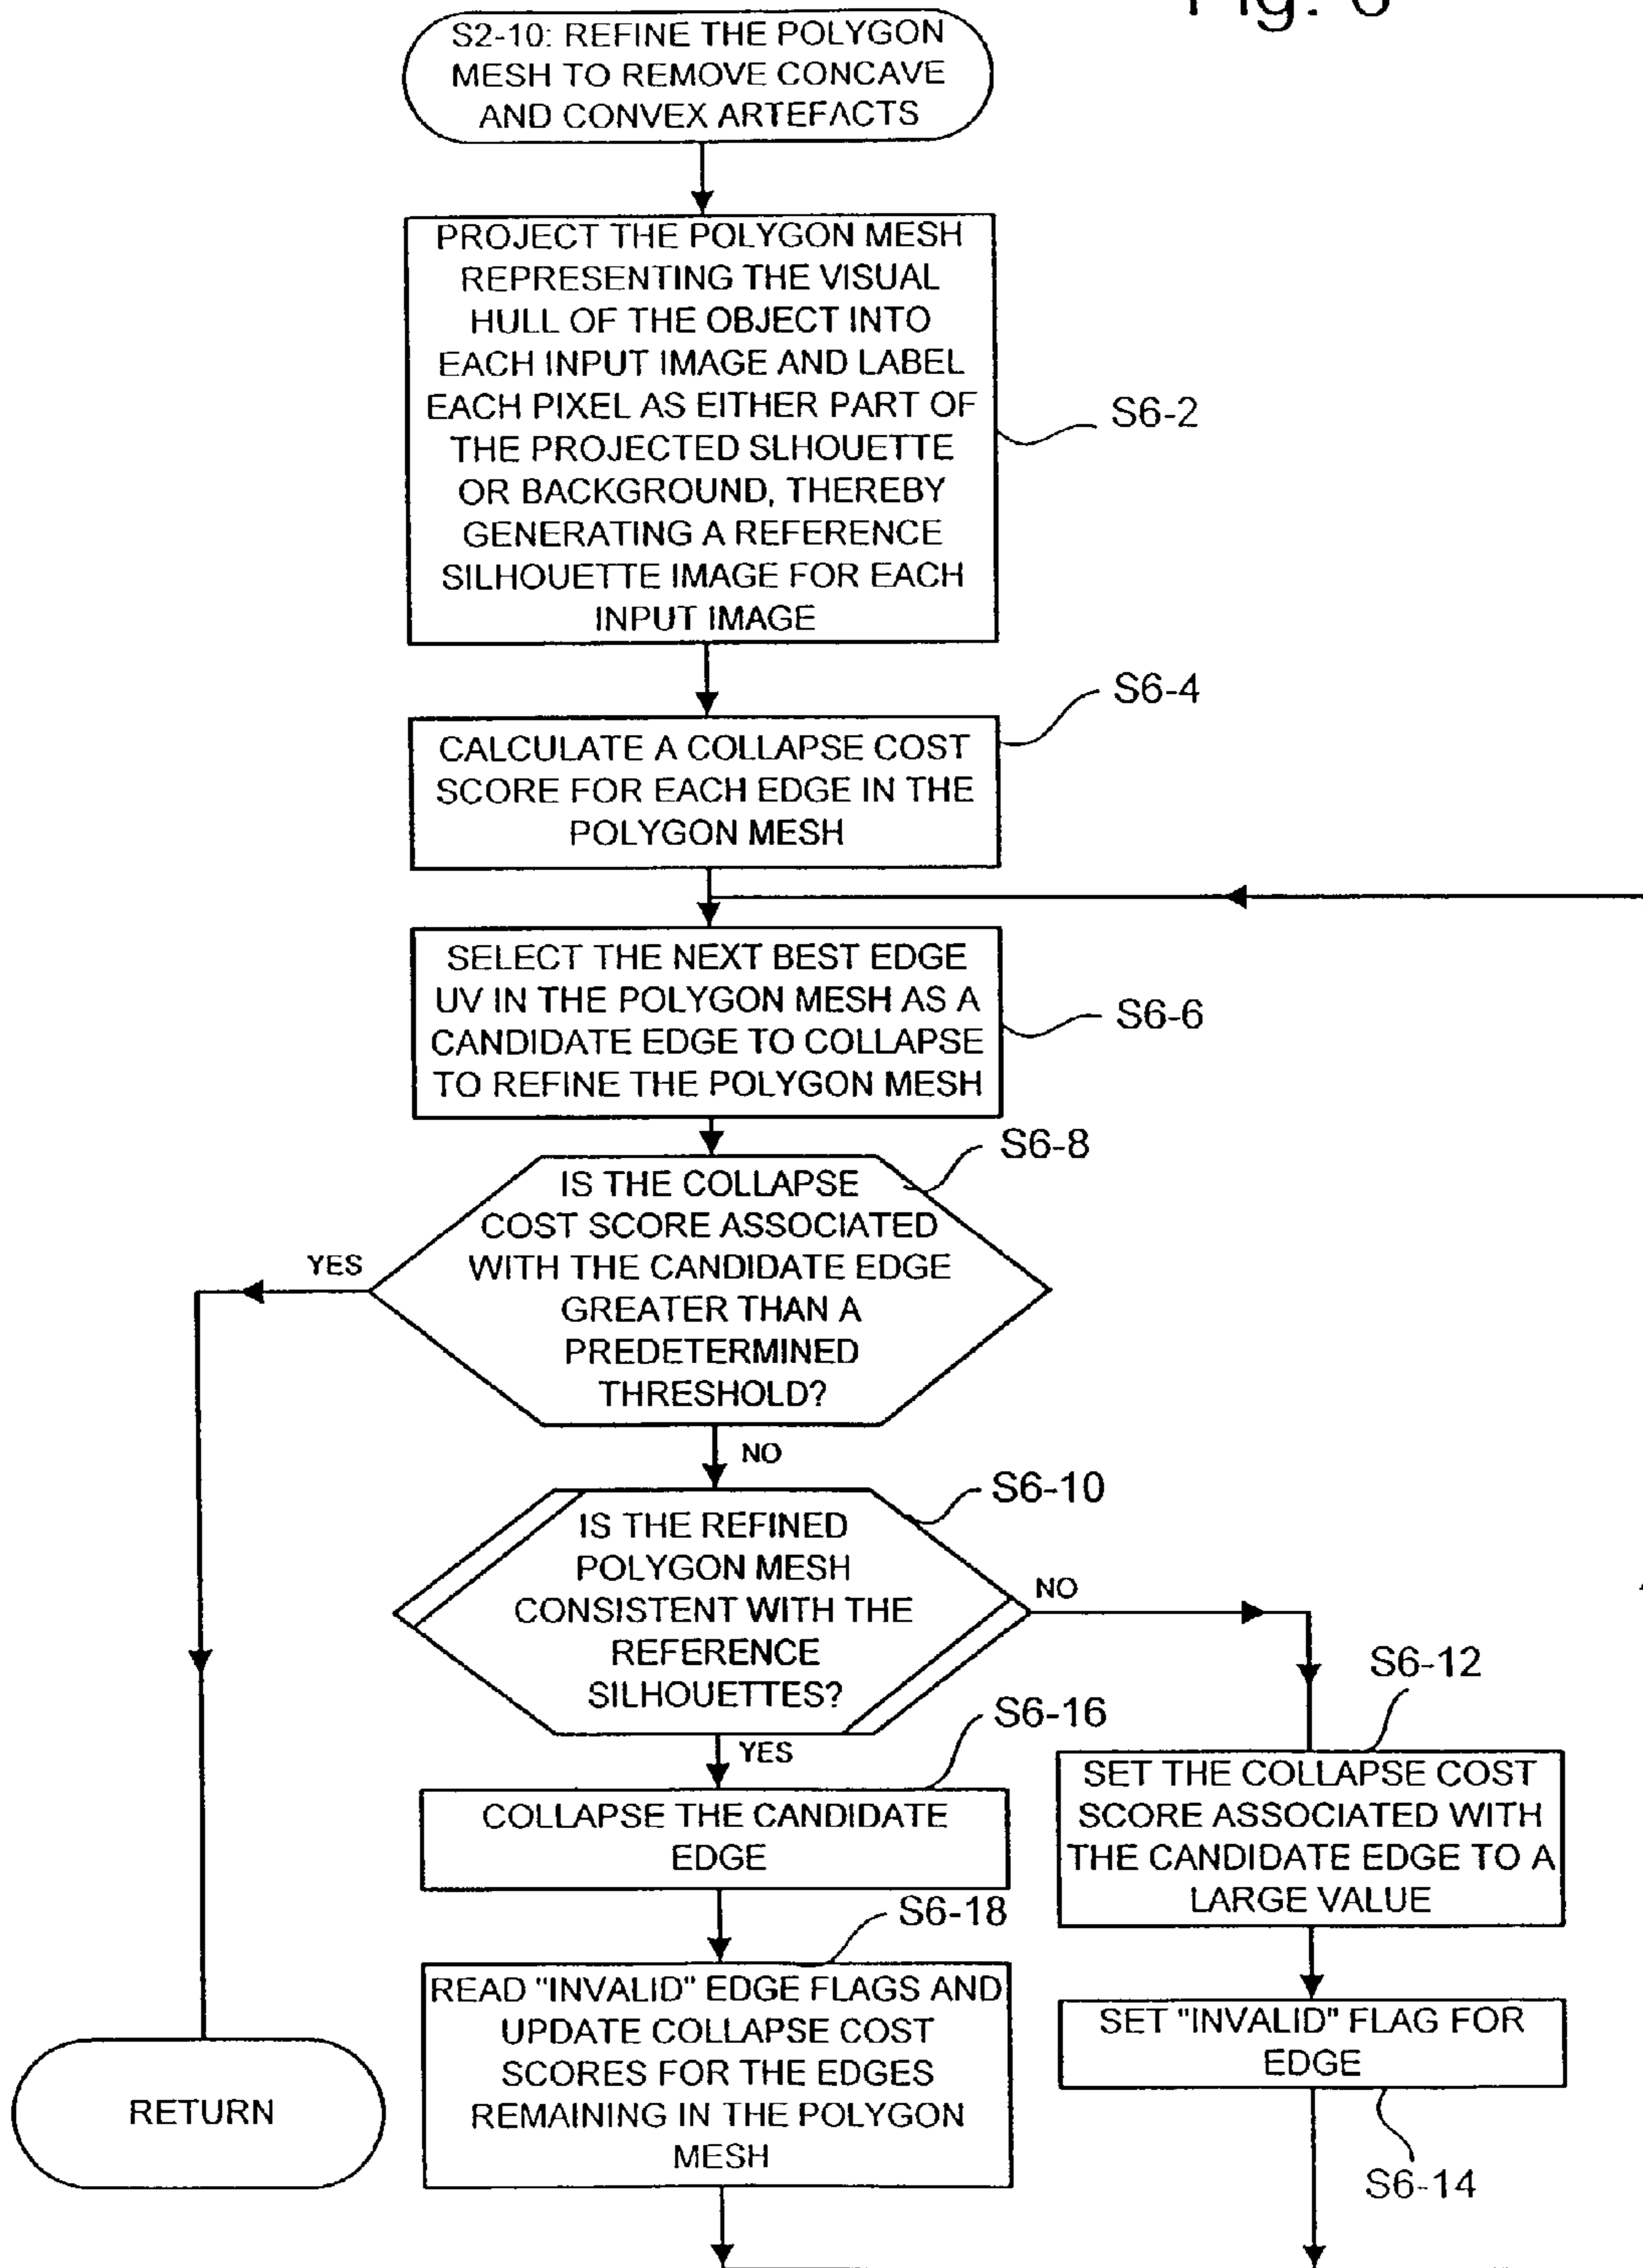 Fig. 6
S2-10: REFINE THE POLYGON
MESH TO REMOVE CONCAVE
AND CONVEX ARTEFACTS
PROJECT THE POLYGON MESH
REPRESENTING THE VISUAL
HULL OF THE OBJECT INTO
EACH INPUT IMAGE AND LABEL
EACH PIXEL AS EITHER PART OF
THE PROJECTED SLHOUETTE
OR BACKGROUND, THEREBY
GENERATING A REFERENCE
SILHOUETTE IMAGE FOR EACH
INPUT IMAGE
S6-2
S6-4
CALCULATE A COLLAPSE COST
SCORE FOR EACH EDGE IN THE
POLYGON MESH
SELECT THE NEXT BEST EDGE
UV IN THE POLYGON MESH AS A
CANDIDATE EDGE TO COLLAPSE
TO REFINE THE POLYGON MESH
S6-6
S6-8
IS THE COLLAPSE
COST SCORE ASSOCIATED
WITH THE CANDIDATE EDGE
GREATER THAN A
PREDETERMINED
THRESHOLD?
YES
NO
S6-10
IS THE REFINED
POLYGON MESH
CONSISTENT WITH THE
REFERENCE
SILHOUETTES?
NO
YES
S6-12
SET THE COLLAPSE COST
SCORE ASSOCIATED WITH
THE CANDIDATE EDGE TO A
LARGE VALUE
S6-16
COLLAPSE THE CANDIDATE
EDGE
S6-18
READ "INVALID" EDGE FLAGS AND
UPDATE COLLAPSE COST
SCORES FOR THE EDGES
REMAINING IN THE POLYGON
MESH
SET "INVALID" FLAG FOR
EDGE
S6-14
RETURN